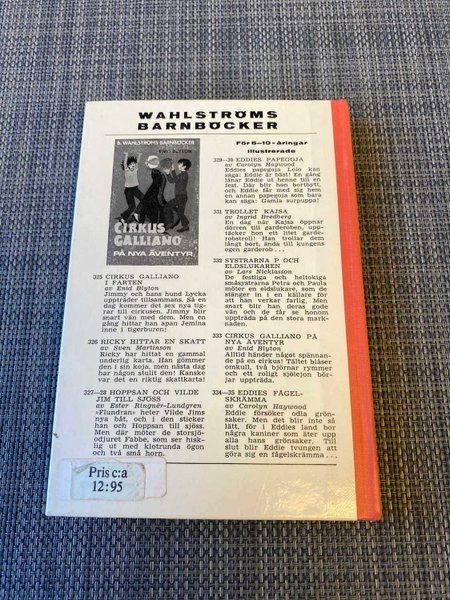 WAHLSTRÖMS
BARNBÖCKER
B. WAHLSTRÖMS BARNBÖCKER
ENID BLYTON
CIRKUS
GALLIANO
PÅ NYA ÄVENTYR
325 CIRKUS GALLIANO
I FARTEN
av Enid Blyton
Jimmy och hans hund Lycka
uppträder tillsammans. Så en
dag kommer det sex nya tig-
rar till cirkusen. Jimmy blir
snart vän med dem. Men en
gång hittar han apan Jemina
inne i tigerburen!
326 RICKY HITTAR EN SKATT
av Sven Martinson
Ricky har hittat en gammal
underlig karta. Han gömmer
den i sin koja, men nästa dag
har någon stulit den! Kanske
var det en riktig skattkarta!
327—28 HOPPSAN OCH VILDE
JIM TILL SJÖSS
av Ester Ringnér-Lundgren
»Flundran» heter Vilde Jims
nya båt, och i den sticker
han och Hoppsan till sjöss.
Men där möter de storsjö-
odjuret Fabbe, som ser hisk-
lig ut med klotrunda ögon
och två små horn.
För 6—10-åringar
illustrerade
329—30 EDDIES PAPEGOJA
av Carolyn Haywood
Eddies papegoja Lolo kan
säga: Eddie är bäst! En gång
lånar Eddie ut henne till en
fest. Där blir hon bortbytt,
och Eddie får med sig hem
en annan papegoja som bara
kan säga: Gamla surpuppa!
331 TROLLET KAJSA
av Ingrid Bredberg
En dag när Kajsa öppnar
dörren till garderoben, upp-
täcker hon ett litet garde-
robstroll! Han trollar dem
långt bort, ända till kungens
egen garderob...
332 SYSTRARNA P OCH
ELDSLUKAREN
av Lars Nicklasson
De festliga och heltokiga
småsystrarna Petra och Paula
möter en eldslukare, som de
stänger in i en källare för
att han verkar farlig. Men
snart blir han deras gode
vän och de får se honom
uppträda på den stora mark-
naden.
333 CIRKUS GALLIANO PÅ
NYA ÄVENTYR
av Enid Blyton
Alltid händer något spännan-
de på en cirkus! Tältet blåser
omkull, två björnar rymmer
och ett roligt sjölejon bör-
jar uppträda.
334—35 EDDIES FÅGEL-
SKRÄMMA
av Carolyn Haywood
Eddie försöker odla grön-
saker. Men det blir inte så
lätt, för i Eddies land bor
några kaniner som äter upp
alla hans grönsaker. Till
slut blir Eddie tvungen att
göra sig en fågelskrämma...
Pris c:a
12:95